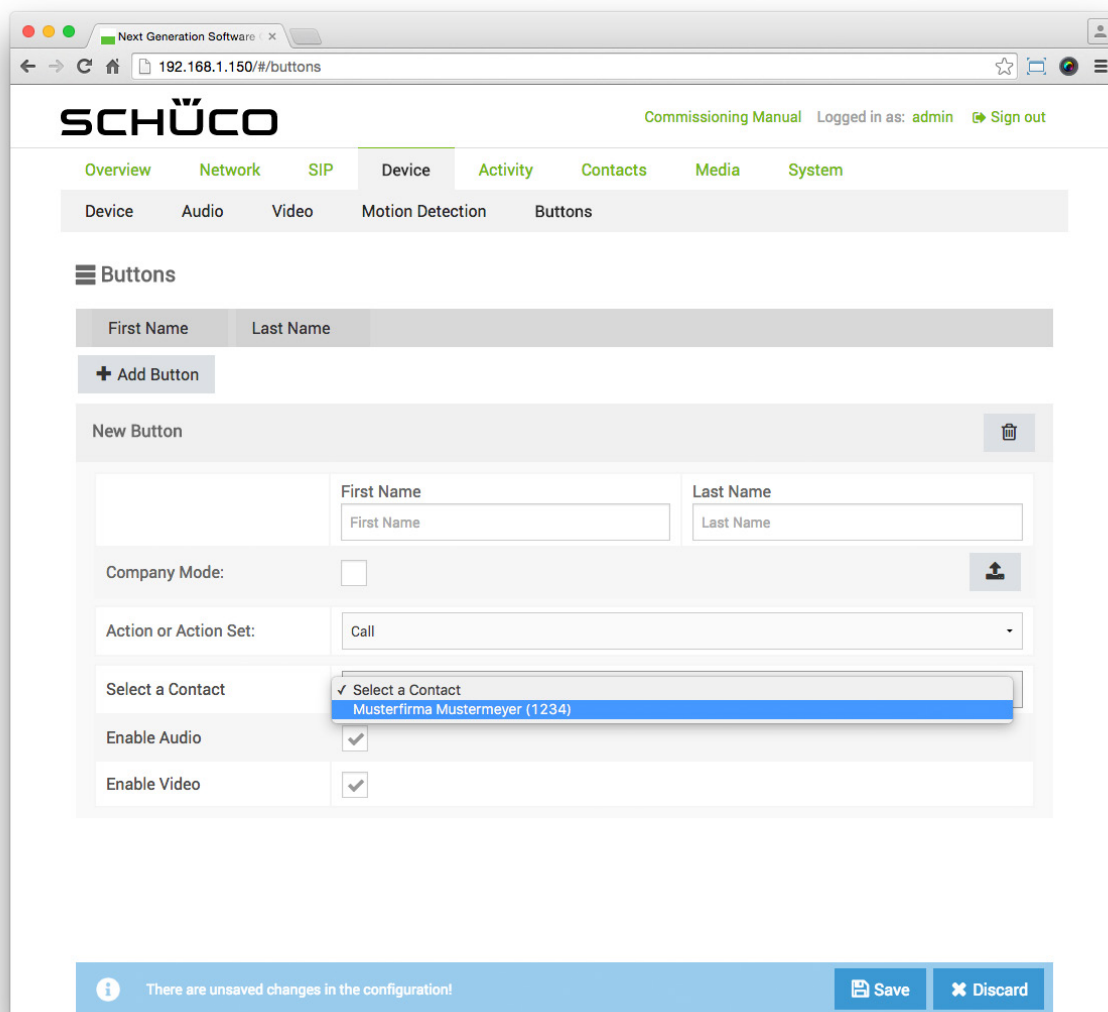 Next Generation Software
192.168.1.150/#/buttons
SCHÜCO
Commissioning Manual Logged in as: admin Sign out
Overview Network SIP Device Activity Contacts Media System
Device Audio Video Motion Detection Buttons
Buttons
First Name Last Name
Add Button
New Button
First Name Last Name
First Name Last Name
Company Mode:
Action or Action Set: Call
Select a Contact ✓ Select a Contact
Musterfirma Mustermeyer (1234)
Enable Audio
Enable Video
There are unsaved changes in the configuration! Save Discard